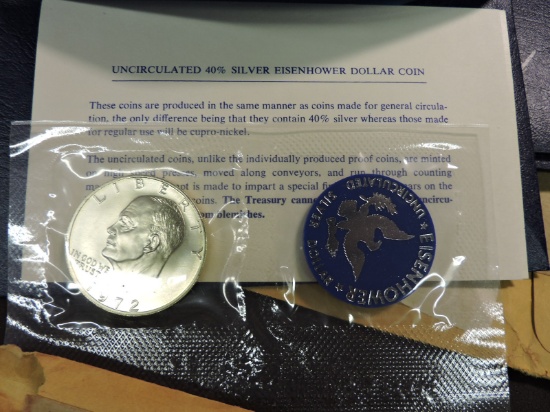 UNCIRCULATED 40% SILVER EISENHOWER DOLLAR COIN
These coins are produced in the same manner as coins made for general circula-
tion, the only difference being that they contain 40% silver whereas those made
for regular use will be cupro-nickel.
The uncirculated coins, unlike the individually produced proof coins, are minted
on high speed presses, moved along conveyors, and run through counting
is made to impart a special on the
coins. The Treasury uncircu-
blemishes.
LIBERTY
IN GOD WE
TRUST
1972
EISENHOWER
UNCIRCULATED
SILVER